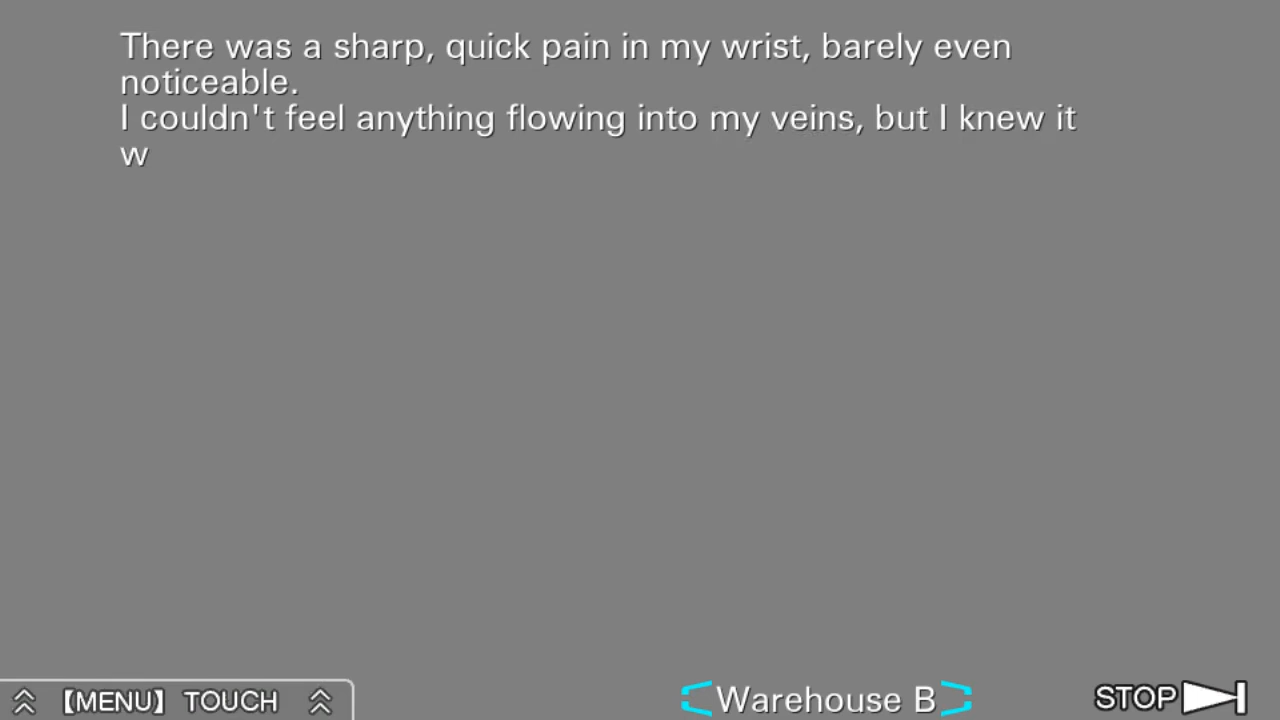 There was a sharp, quick pain in my wrist, barely even
noticeable.
I couldn't feel anything flowing into my veins, but I knew it
w
【MENU】 TOUCH
Warehouse B
STOP